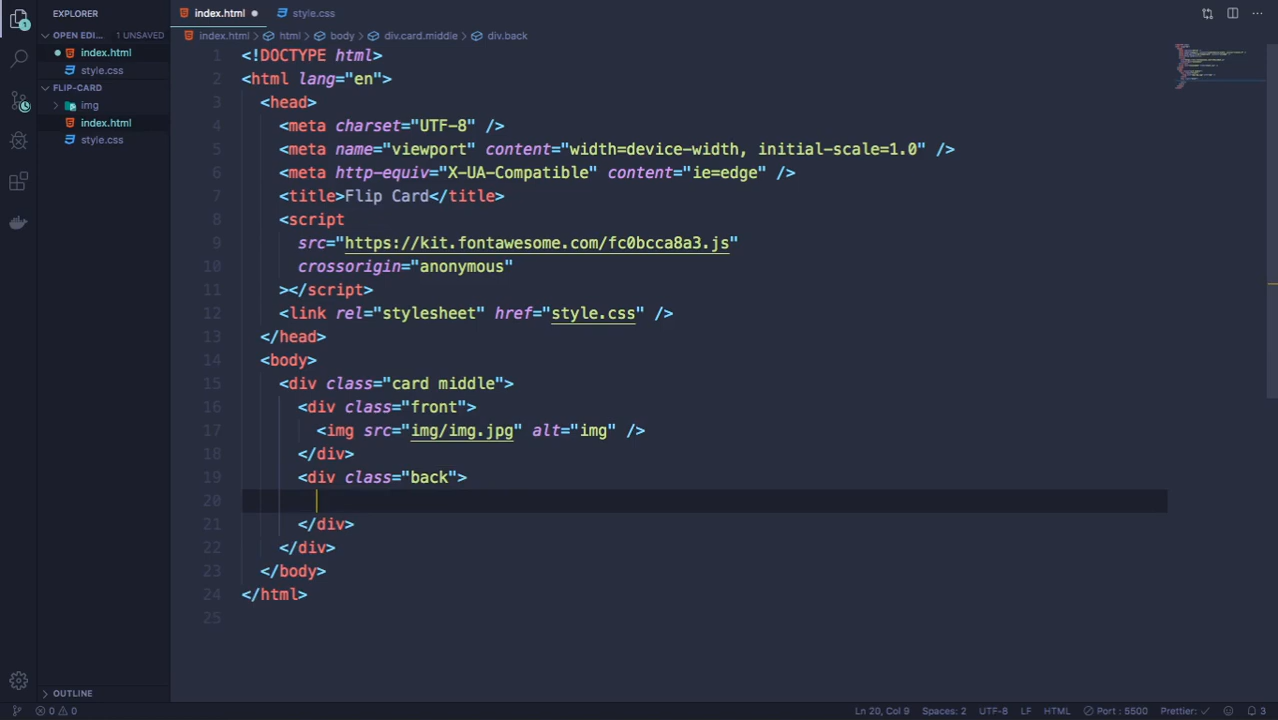 EXPLORER
index.html
style.css
OPEN EDI... 1 UNSAVED
index.html
style.css
FLIP-CARD
img
index.html
style.css
OUTLINE
index.html › html › body › div.card.middle › div.back
1 <!DOCTYPE html>
2 <html lang="en">
3 <head>
4 <meta charset="UTF-8" />
5 <meta name="viewport" content="width=device-width, initial-scale=1.0" />
6 <meta http-equiv="X-UA-Compatible" content="ie=edge" />
7 <title>Flip Card</title>
8 <script
9 src="https://kit.fontawesome.com/fc0bcca8a3.js"
10 crossorigin="anonymous"
11 ></script>
12 <link rel="stylesheet" href="style.css" />
13 </head>
14 <body>
15 <div class="card middle">
16 <div class="front">
17 <img src="img/img.jpg" alt="img" />
18 </div>
19 <div class="back">
20
21 </div>
22 </div>
23 </body>
24 </html>
25
0 0 Ln 20, Col 9 Spaces: 2 UTF-8 LF HTML Port : 5500 Prettier: ✓ 3